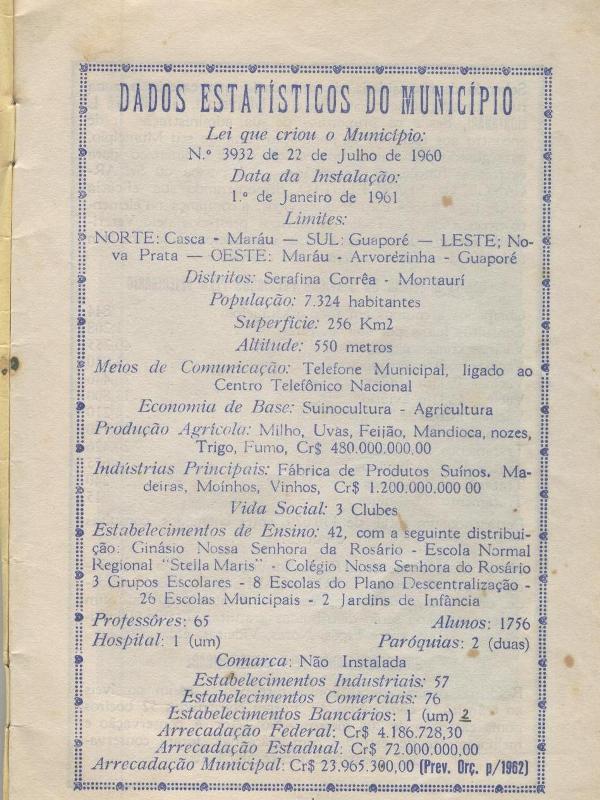 DADOS ESTATÍSTICOS DO MUNICÍPIO
Lei que criou o Município:
N.º 3932 de 22 de Julho de 1960
Data da Instalação:
1.º de Janeiro de 1961
Limites:
NORTE: Casca - Maráu — SUL: Guaporé — LESTE; No-
va Prata — OESTE: Maráu - Arvorèzinha - Guaporé
Distritos: Serafina Corrêa - Montaurí
População: 7.324 habitantes
Superfície: 256 Km2
Altitude: 550 metros
Meios de Comunicação: Telefone Municipal, ligado ao
Centro Telefônico Nacional
Economia de Base: Suinocultura - Agricultura
Produção Agrícola: Milho, Uvas, Feijão, Mandioca, nozes,
Trigo, Fumo, Cr$ 480.000.000,00
Indústrias Principais: Fábrica de Produtos Suínos. Ma-
deiras, Moínhos, Vinhos, Cr$ 1.200.000,000 00
Vida Social: 3 Clubes
Estabelecimentos de Ensino: 42, com a seguinte distribui-
ção: Ginásio Nossa Senhora da Rosário - Escola Normal
Regional "Stella Maris" - Colégio Nossa Senhora do Rosário
3 Grupos Escolares - 8 Escolas do Plano Descentralização -
26 Escolas Municipais - 2 Jardins de Infância
Professôres: 65 Alunos: 1756
Hospital: 1 (um) Paróquias: 2 (duas)
Comarca: Não Instalada
Estabelecimentos Industriais: 57
Estabelecimentos Comerciais: 76
Estabelecimentos Bancários: 1 (um) 2
Arrecadação Federal: Cr$ 4.186.728,30
Arrecadação Estadual: Cr$ 72.000.000,00
Arrecadação Municipal: Cr$ 23.965.300,00 (Prev. Orç. p/1962)